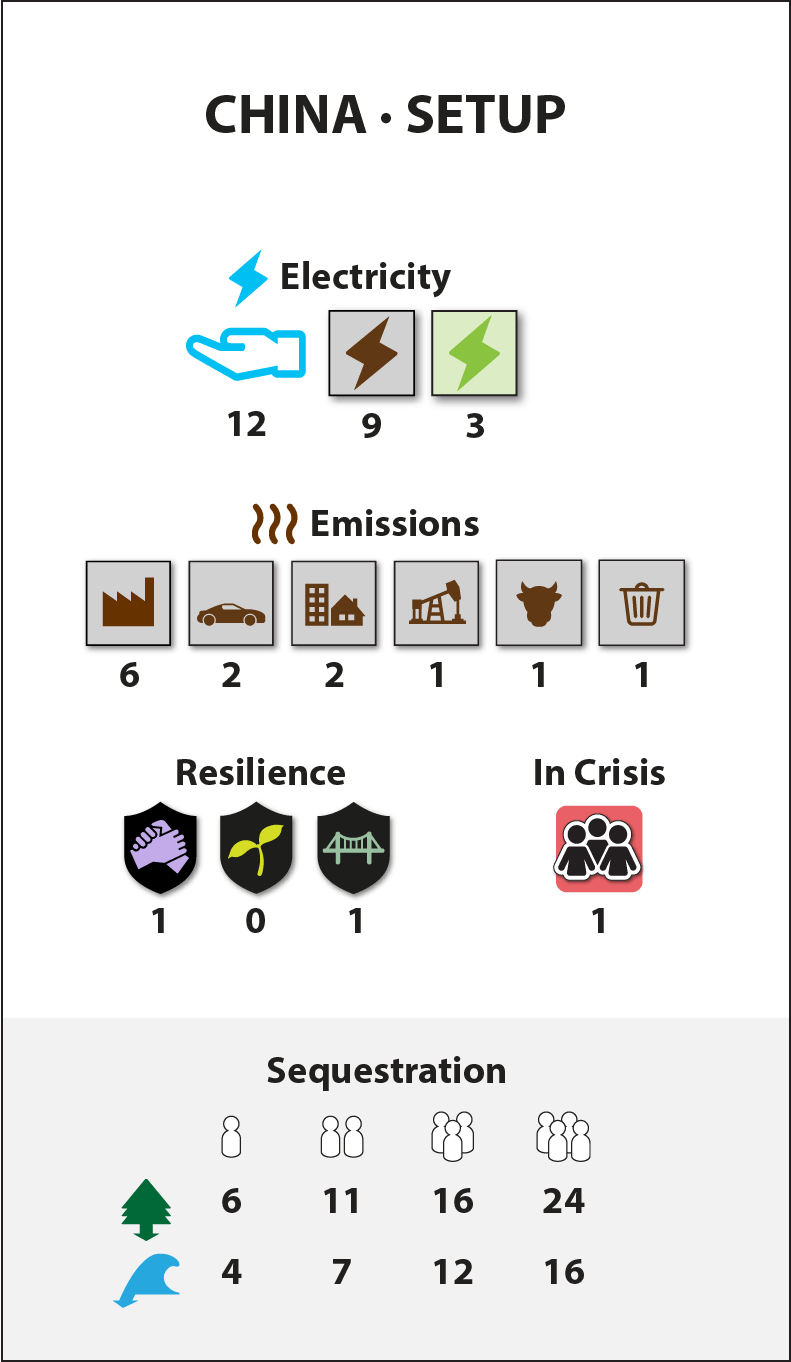 CHINA · SETUP
Electricity
12 9 3
Emissions
6 2 2 1 1 1
Resilience In Crisis
1 0 1 1
Sequestration
6 11 16 24
4 7 12 16